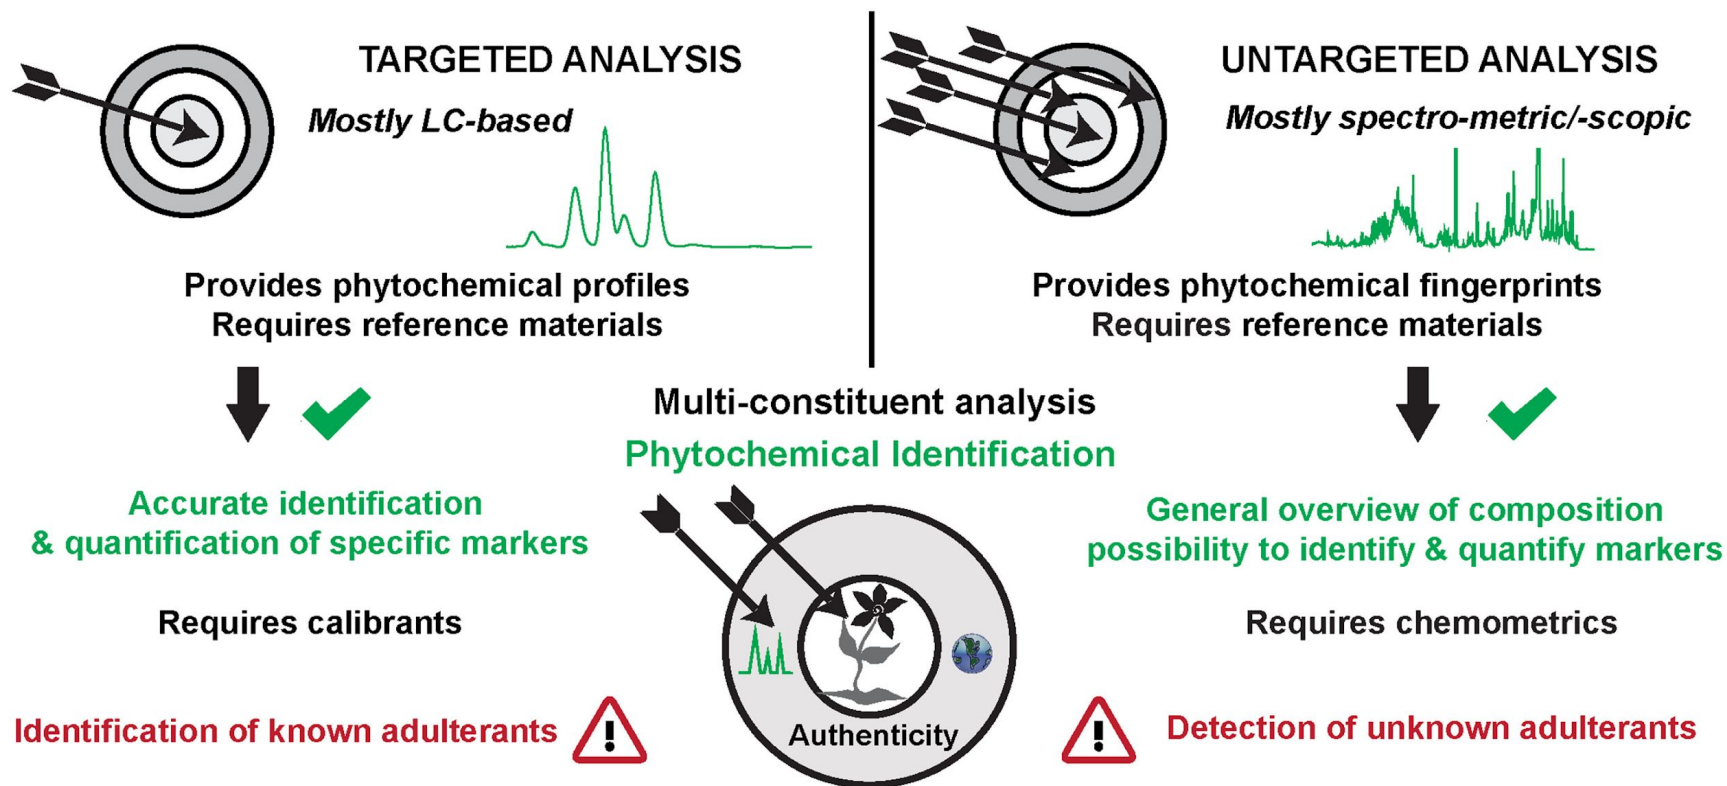 TARGETED ANALYSIS
Mostly LC-based
Provides phytochemical profiles
Requires reference materials
Accurate identification
& quantification of specific markers
Requires calibrants
Identification of known adulterants
UNTARGETED ANALYSIS
Mostly spectro-metric/-scopic
Provides phytochemical fingerprints
Requires reference materials
General overview of composition
possibility to identify & quantify markers
Requires chemometrics
Detection of unknown adulterants
Multi-constituent analysis
Phytochemical Identification
Authenticity